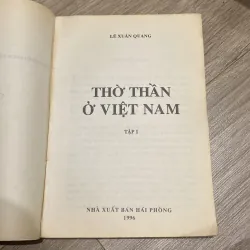 LÊ XUÂN QUANG
THỜ THẦN
Ở VIỆT NAM
TẬP I
NHÀ XUẤT BẢN HẢI PHÒNG
1996